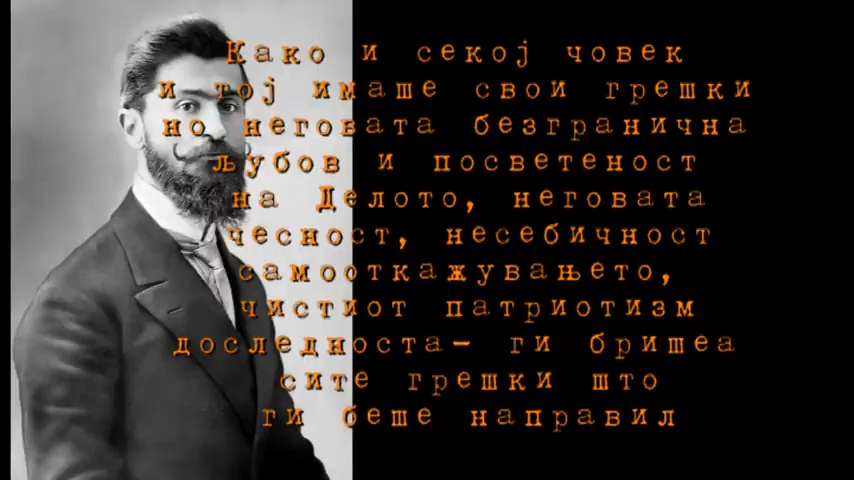 Како и секој човек
и тој имаше свои грешки
но неговата безгранична
љубов и посветеност
на Делото, неговата
чесност, несебичност
самооткажувањето,
чистиот патриотизм
доследноста- ги бришеа
сите грешки што
ги беше направил